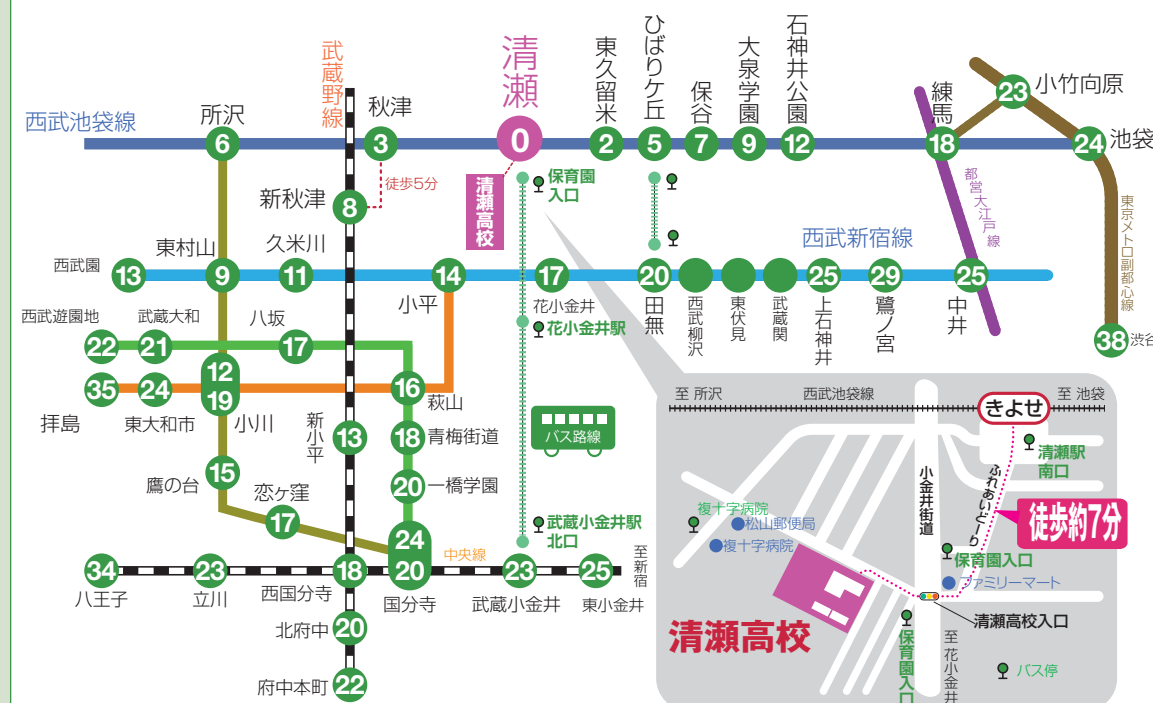 西武池袋線
所沢
6
武蔵野線
秋津
3
徒歩5分
新秋津
8
清瀬
0
清瀬高校
東久留米
2
ひばりケ丘
5
保谷
7
大泉学園
9
石神井公園
12
練馬
18
小竹向原
23
池袋
24
都営大江戸線
東京メトロ副都心線
渋谷
38
保育園
入口
西武新宿線
西武園
13
東村山
9
久米川
11
小平
14
花小金井
17
花小金井駅
田無
20
西武柳沢
東伏見
武蔵関
上石神井
25
鷺ノ宮
29
中井
25
西武遊園地
22
武蔵大和
21
八坂
17
拝島
35
東大和市
24
12
19
小川
萩山
16
新小平
13
青梅街道
18
一橋学園
20
鷹の台
15
恋ヶ窪
17
24
20
国分寺
バス路線
武蔵小金井駅
北口
中央線
八王子
34
立川
23
西国分寺
18
武蔵小金井
23
東小金井
25
至新宿
北府中
20
府中本町
22
至 所沢
西武池袋線
至 池袋
きよせ
清瀬駅
南口
小金井街道
ふれあいどーり
徒歩約7分
複十字病院
松山郵便局
複十字病院
保育園入口
ファミリーマート
清瀬高校入口
清瀬高校
保育園入口
至 花小金井
バス停